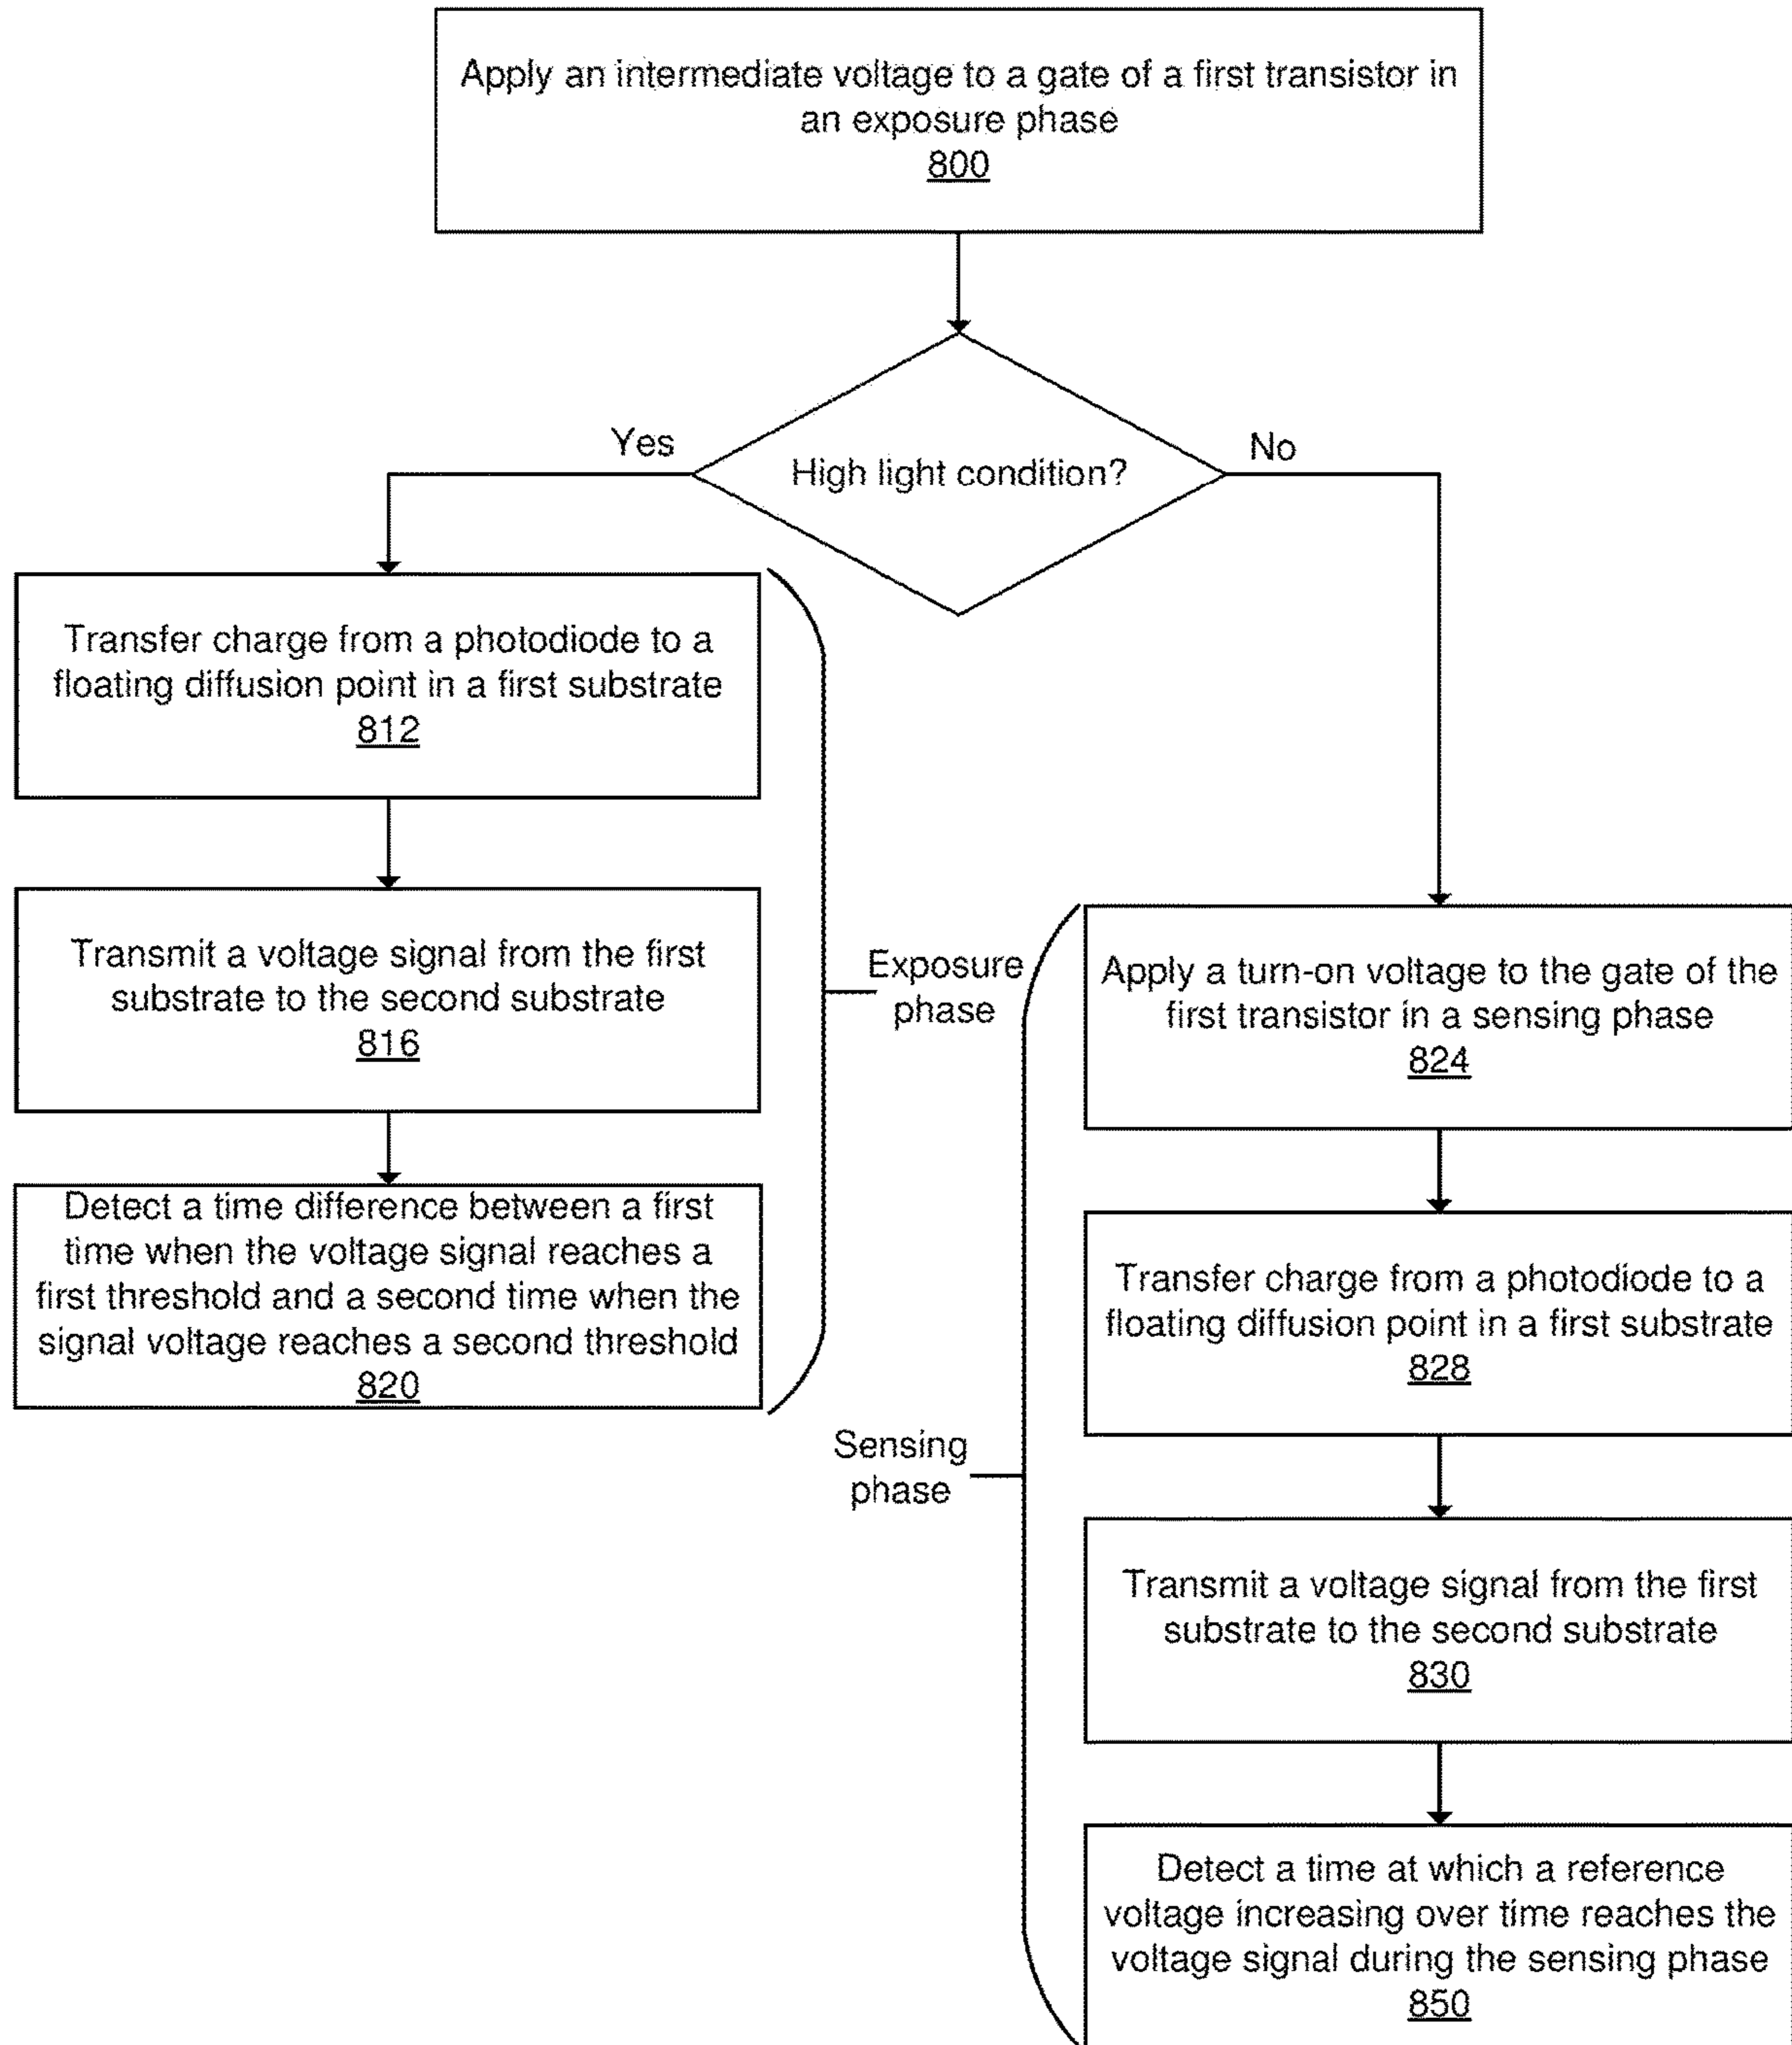 Apply an intermediate voltage to a gate of a first transistor in
an exposure phase
800
High light condition?
Yes
No
Transfer charge from a photodiode to a
floating diffusion point in a first substrate
812
Transmit a voltage signal from the first
substrate to the second substrate
816
Detect a time difference between a first
time when the voltage signal reaches a
first threshold and a second time when the
signal voltage reaches a second threshold
820
Exposure
phase
Sensing
phase
Apply a turn-on voltage to the gate of the
first transistor in a sensing phase
824
Transfer charge from a photodiode to a
floating diffusion point in a first substrate
828
Transmit a voltage signal from the first
substrate to the second substrate
830
Detect a time at which a reference
voltage increasing over time reaches the
voltage signal during the sensing phase
850